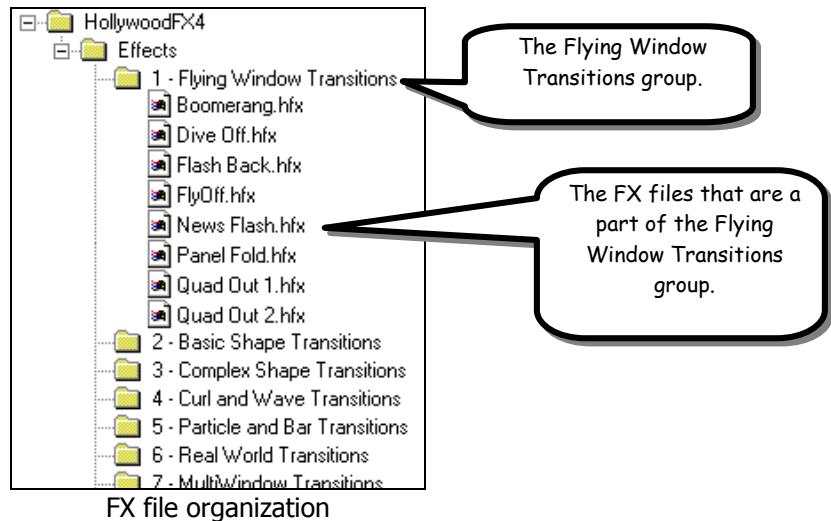 HollywoodFX4
Effects
1 - Flying Window Transitions
Boomerang.hfx
Dive Off.hfx
Flash Back.hfx
FlyOff.hfx
News Flash.hfx
Panel Fold.hfx
Quad Out 1.hfx
Quad Out 2.hfx
2 - Basic Shape Transitions
3 - Complex Shape Transitions
4 - Curl and Wave Transitions
5 - Particle and Bar Transitions
6 - Real World Transitions
7 - MultiWindow Transitions
The Flying Window
Transitions group.
The FX files that are a
part of the Flying
Window Transitions
group.
FX file organization